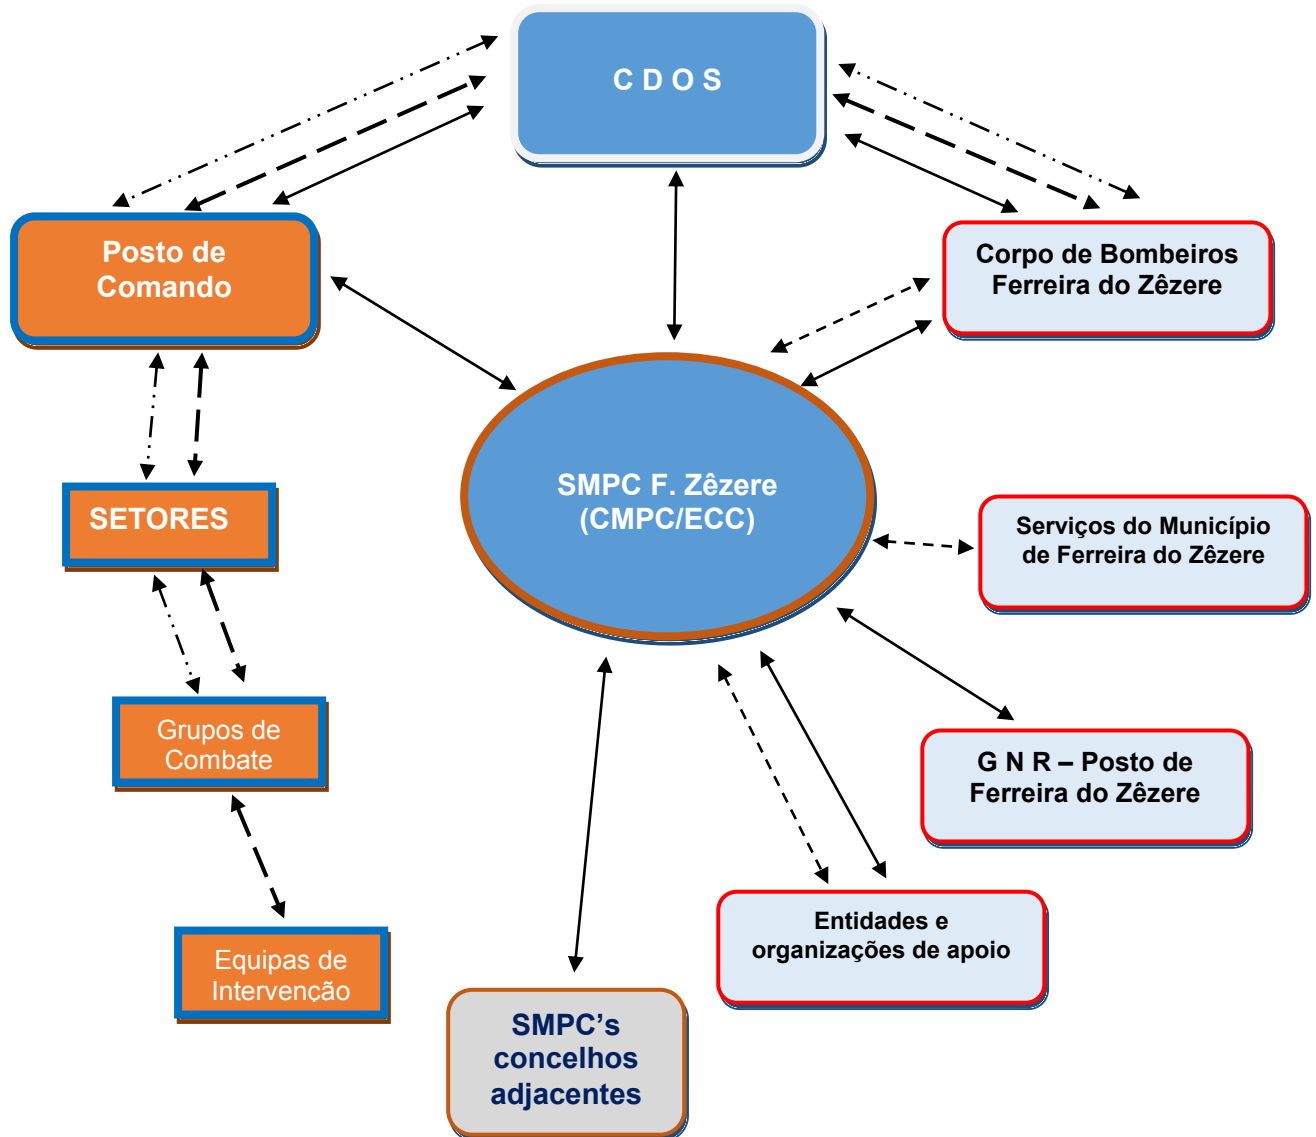 C D O S
Posto de
Comando
Corpo de Bombeiros
Ferreira do Zêzere
SMPC F. Zêzere
(CMPC/ECC)
SETORES
Serviços do Município
de Ferreira do Zêzere
Grupos de
Combate
G N R – Posto de
Ferreira do Zêzere
Entidades e
organizações de apoio
Equipas de
Intervenção
SMPC’s
concelhos
adjacentes